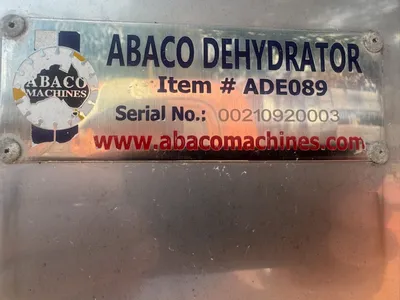 ABACO DEHYDRATOR
ABACO
MACHINES
Item # ADE089
Serial No.: 00210920003
www.abacomachines.com